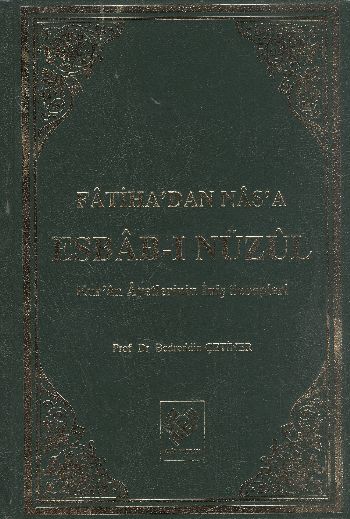 FÂTİHA'DAN NÂS'A
ESBÂB-I NÜZÛL
Kur'ân Âyetlerinin İniş Sebepleri
Prof. Dr. Bedreddin ÇETİNER